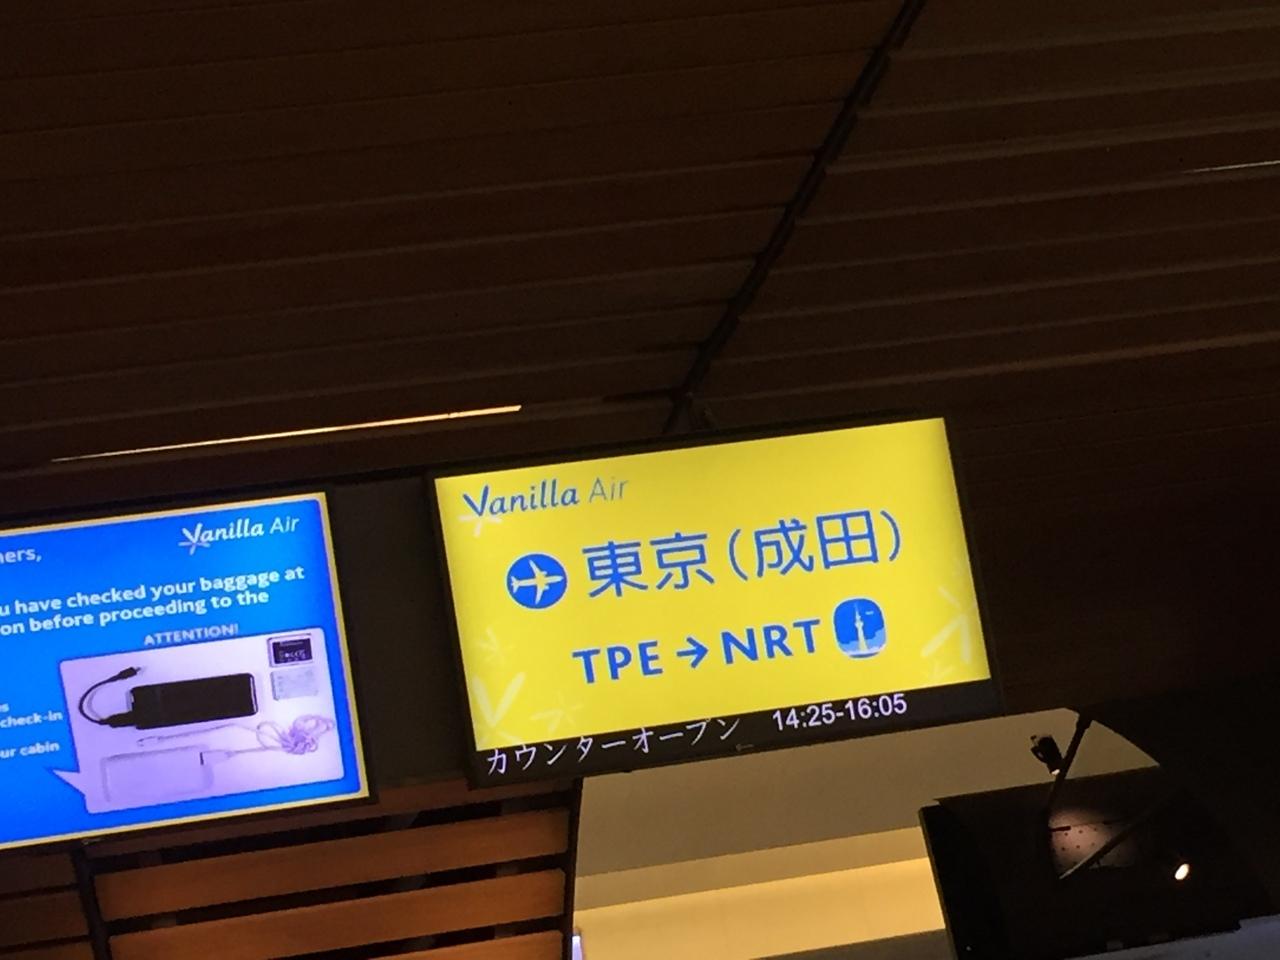 Vanilla Air
ners,
u have checked your baggage at
on before proceeding to the
ATTENTION!
es
check-in
ur cabin
Vanilla Air
東京(成田)
TPE→NRT
カウンターオープン 14:25-16:05